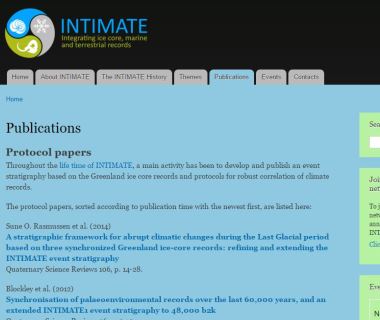 INTIMATE
Integrating ice core, marine
and terrestrial records
Home
About INTIMATE
The INTIMATE History
Themes
Publications
Events
Contacts
Home
Publications
Protocol papers
Throughout the life time of INTIMATE, a main activity has been to develop and publish an event
stratigraphy based on the Greenland ice core records and protocols for robust correlation of climate
records.
The protocol papers, sorted according to publication time with the newest first, are listed here:
Sune O. Rasmussen et al. (2014)
A stratigraphic framework for abrupt climatic changes during the Last Glacial period
based on three synchronized Greenland ice-core records: refining and extending the
INTIMATE event stratigraphy
Quaternary Science Reviews 106, p. 14-28.
Blockley et al. (2012)
Synchronisation of palaeoenvironmental records over the last 60,000 years, and an
extended INTIMATE1 event stratigraphy to 48,000 b2k
Sea
Joi
net
To j
net
INT
Clic
Eve
N